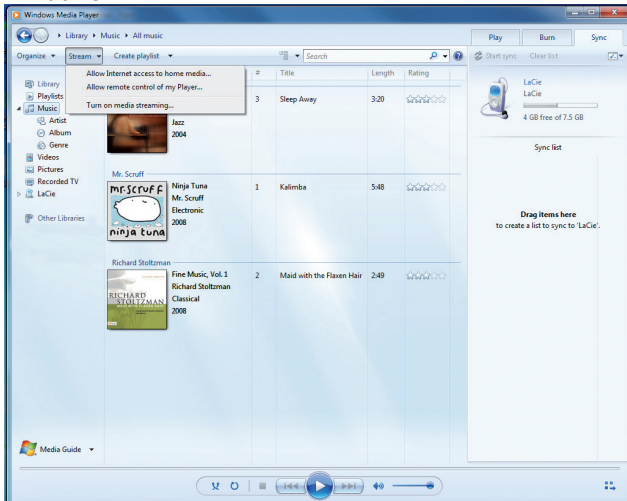 Windows Media Player
Library ▸ Music ▸ All music
Play Burn Sync
Organize Stream Create playlist Search Start sync Clear list
Allow Internet access to home media...
Allow remote control of my Player...
Turn on media streaming...
# Title Length Rating
Library
Playlists
Music
Artist
Album
Genre
Videos
Pictures
Recorded TV
LaCie
Other Libraries
Jazz
2004
3 Sleep Away 3:20
Mr. Scruff
mr.scruff
ninja tuna
Ninja Tuna
Mr. Scruff
Electronic
2008
1 Kalimba 5:48
Richard Stoltzman
RICHARD
STOLTZMAN
Fine Music, Vol. 1
Richard Stoltzman
Classical
2008
2 Maid with the Flaxen Hair 2:49
LaCie
LaCie
4 GB free of 7.5 GB
Sync list
Drag items here
to create a list to sync to 'LaCie'.
Media Guide